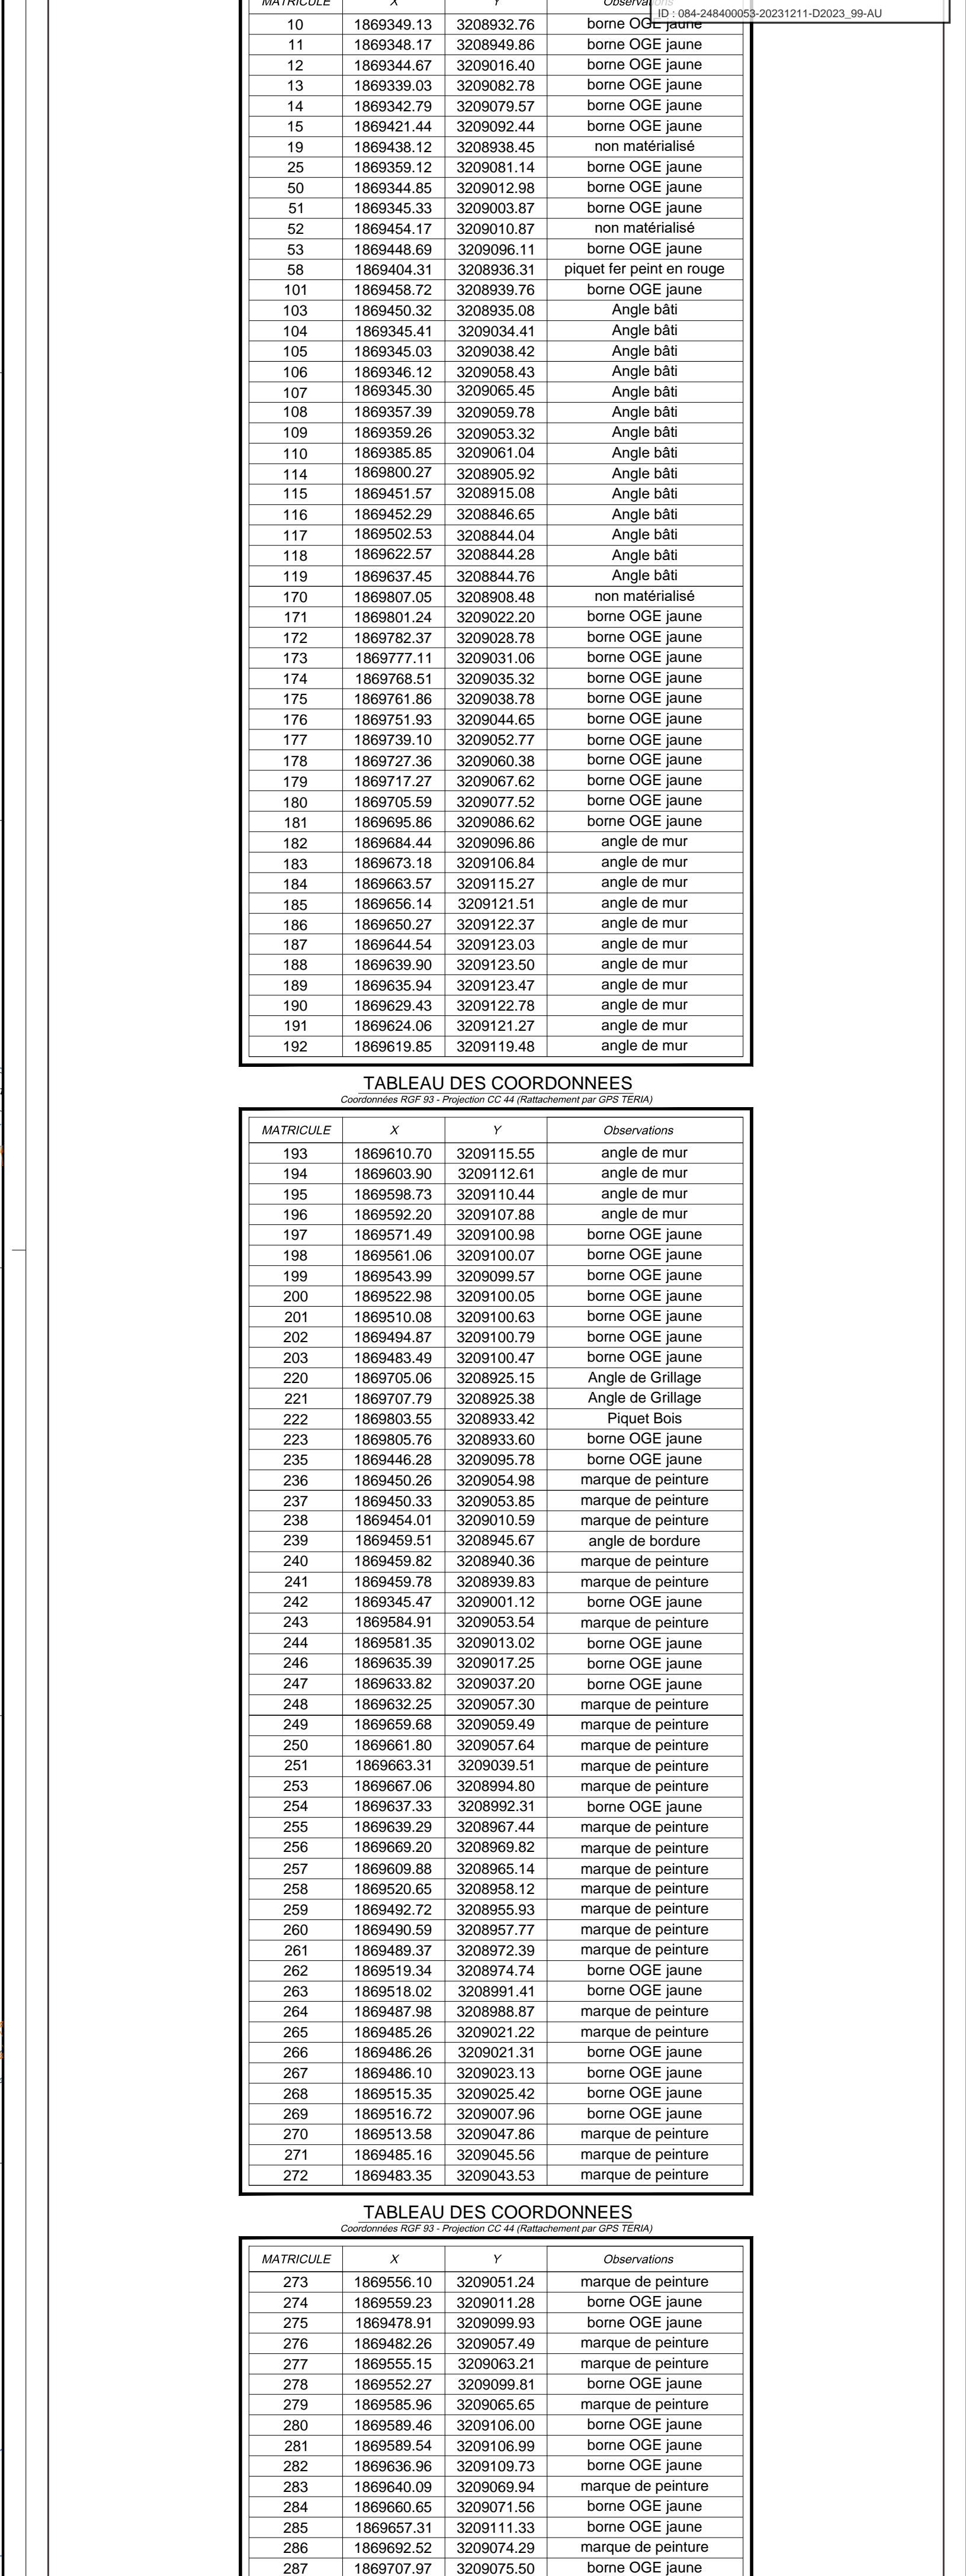 ID : 084-248400053-20231211-D2023_99-AU
MATRICULE X Y Observations
10 1869349.13 3208932.76 borne OGE jaune
11 1869348.17 3208949.86 borne OGE jaune
12 1869344.67 3209016.40 borne OGE jaune
13 1869339.03 3209082.78 borne OGE jaune
14 1869342.79 3209079.57 borne OGE jaune
15 1869421.44 3209092.44 borne OGE jaune
19 1869438.12 3208938.45 non matérialisé
25 1869359.12 3209081.14 borne OGE jaune
50 1869344.85 3209012.98 borne OGE jaune
51 1869345.33 3209003.87 borne OGE jaune
52 1869454.17 3209010.87 non matérialisé
53 1869448.69 3209096.11 borne OGE jaune
58 1869404.31 3208936.31 piquet fer peint en rouge
101 1869458.72 3208939.76 borne OGE jaune
103 1869450.32 3208935.08 Angle bâti
104 1869345.41 3209034.41 Angle bâti
105 1869345.03 3209038.42 Angle bâti
106 1869346.12 3209058.43 Angle bâti
107 1869345.30 3209065.45 Angle bâti
108 1869357.39 3209059.78 Angle bâti
109 1869359.26 3209053.32 Angle bâti
110 1869385.85 3209061.04 Angle bâti
114 1869800.27 3208905.92 Angle bâti
115 1869451.57 3208915.08 Angle bâti
116 1869452.29 3208846.65 Angle bâti
117 1869502.53 3208844.04 Angle bâti
118 1869622.57 3208844.28 Angle bâti
119 1869637.45 3208844.76 Angle bâti
170 1869807.05 3208908.48 non matérialisé
171 1869801.24 3209022.20 borne OGE jaune
172 1869782.37 3209028.78 borne OGE jaune
173 1869777.11 3209031.06 borne OGE jaune
174 1869768.51 3209035.32 borne OGE jaune
175 1869761.86 3209038.78 borne OGE jaune
176 1869751.93 3209044.65 borne OGE jaune
177 1869739.10 3209052.77 borne OGE jaune
178 1869727.36 3209060.38 borne OGE jaune
179 1869717.27 3209067.62 borne OGE jaune
180 1869705.59 3209077.52 borne OGE jaune
181 1869695.86 3209086.62 borne OGE jaune
182 1869684.44 3209096.86 angle de mur
183 1869673.18 3209106.84 angle de mur
184 1869663.57 3209115.27 angle de mur
185 1869656.14 3209121.51 angle de mur
186 1869650.27 3209122.37 angle de mur
187 1869644.54 3209123.03 angle de mur
188 1869639.90 3209123.50 angle de mur
189 1869635.94 3209123.47 angle de mur
190 1869629.43 3209122.78 angle de mur
191 1869624.06 3209121.27 angle de mur
192 1869619.85 3209119.48 angle de mur
TABLEAU DES COORDONNEES
Coordonnées RGF 93 - Projection CC 44 (Rattachement par GPS TERIA)
MATRICULE X Y Observations
193 1869610.70 3209115.55 angle de mur
194 1869603.90 3209112.61 angle de mur
195 1869598.73 3209110.44 angle de mur
196 1869592.20 3209107.88 angle de mur
197 1869571.49 3209100.98 borne OGE jaune
198 1869561.06 3209100.07 borne OGE jaune
199 1869543.99 3209099.57 borne OGE jaune
200 1869522.98 3209100.05 borne OGE jaune
201 1869510.08 3209100.63 borne OGE jaune
202 1869494.87 3209100.79 borne OGE jaune
203 1869483.49 3209100.47 borne OGE jaune
220 1869705.06 3208925.15 Angle de Grillage
221 1869707.79 3208925.38 Angle de Grillage
222 1869803.55 3208933.42 Piquet Bois
223 1869805.76 3208933.60 borne OGE jaune
235 1869446.28 3209095.78 borne OGE jaune
236 1869450.26 3209054.98 marque de peinture
237 1869450.33 3209053.85 marque de peinture
238 1869454.01 3209010.59 marque de peinture
239 1869459.51 3208945.67 angle de bordure
240 1869459.82 3208940.36 marque de peinture
241 1869459.78 3208939.83 marque de peinture
242 1869345.47 3209001.12 borne OGE jaune
243 1869584.91 3209053.54 marque de peinture
244 1869581.35 3209013.02 borne OGE jaune
246 1869635.39 3209017.25 borne OGE jaune
247 1869633.82 3209037.20 borne OGE jaune
248 1869632.25 3209057.30 marque de peinture
249 1869659.68 3209059.49 marque de peinture
250 1869661.80 3209057.64 marque de peinture
251 1869663.31 3209039.51 marque de peinture
253 1869667.06 3208994.80 marque de peinture
254 1869637.33 3208992.31 borne OGE jaune
255 1869639.29 3208967.44 marque de peinture
256 1869669.20 3208969.82 marque de peinture
257 1869609.88 3208965.14 marque de peinture
258 1869520.65 3208958.12 marque de peinture
259 1869492.72 3208955.93 marque de peinture
260 1869490.59 3208957.77 marque de peinture
261 1869489.37 3208972.39 marque de peinture
262 1869519.34 3208974.74 borne OGE jaune
263 1869518.02 3208991.41 borne OGE jaune
264 1869487.98 3208988.87 marque de peinture
265 1869485.26 3209021.22 marque de peinture
266 1869486.26 3209021.31 borne OGE jaune
267 1869486.10 3209023.13 borne OGE jaune
268 1869515.35 3209025.42 borne OGE jaune
269 1869516.72 3209007.96 borne OGE jaune
270 1869513.58 3209047.86 marque de peinture
271 1869485.16 3209045.56 marque de peinture
272 1869483.35 3209043.53 marque de peinture
TABLEAU DES COORDONNEES
Coordonnées RGF 93 - Projection CC 44 (Rattachement par GPS TERIA)
MATRICULE X Y Observations
273 1869556.10 3209051.24 marque de peinture
274 1869559.23 3209011.28 borne OGE jaune
275 1869478.91 3209099.93 borne OGE jaune
276 1869482.26 3209057.49 marque de peinture
277 1869555.15 3209063.21 marque de peinture
278 1869552.27 3209099.81 borne OGE jaune
279 1869585.96 3209065.65 marque de peinture
280 1869589.46 3209106.00 borne OGE jaune
281 1869589.54 3209106.99 borne OGE jaune
282 1869636.96 3209109.73 borne OGE jaune
283 1869640.09 3209069.94 marque de peinture
284 1869660.65 3209071.56 borne OGE jaune
285 1869657.31 3209111.33 borne OGE jaune
286 1869692.52 3209074.29 marque de peinture
287 1869707.97 3209075.50 borne OGE jaune